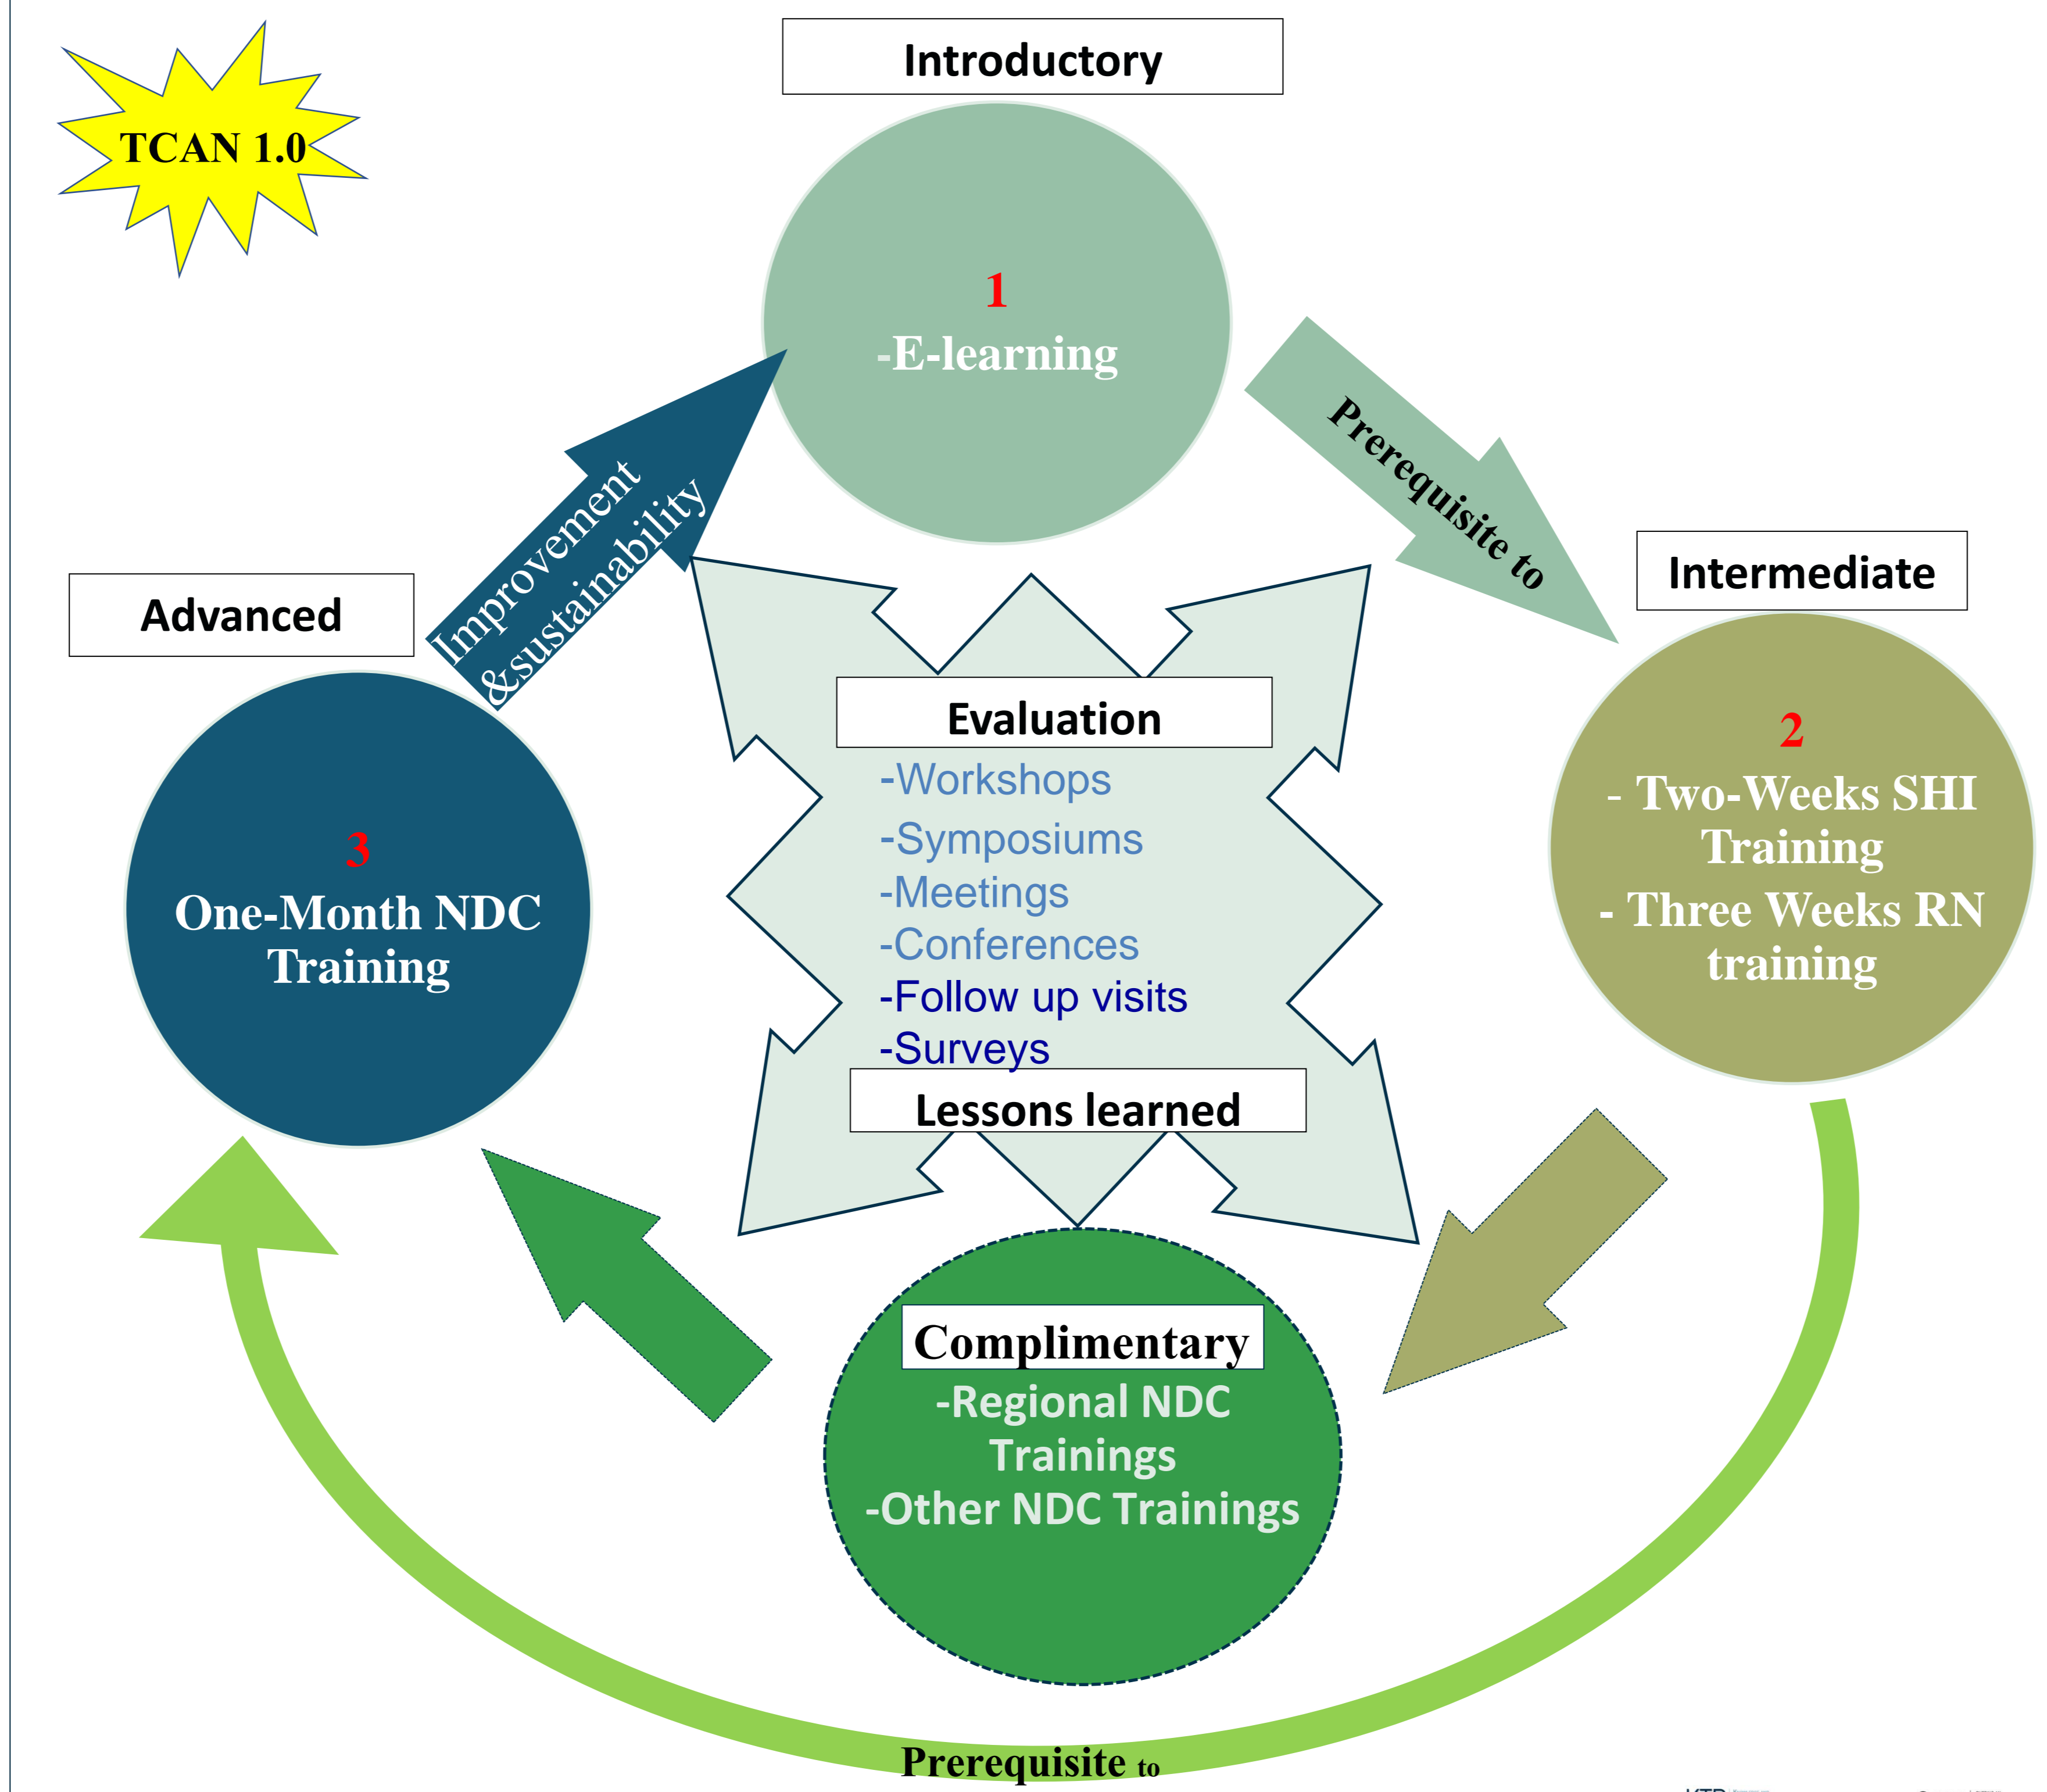 TCAN 1.0
Introductory
1
-E-learning
Prerequisite to
Intermediate
2
- Two-Weeks SHI
Training
- Three Weeks RN
training
Advanced
3
One-Month NDC
Training
Improvement
&sustainability
Evaluation
-Workshops
-Symposiums
-Meetings
-Conferences
-Follow up visits
-Surveys
Lessons learned
Complimentary
-Regional NDC
Trainings
-Other NDC Trainings
Prerequisite to